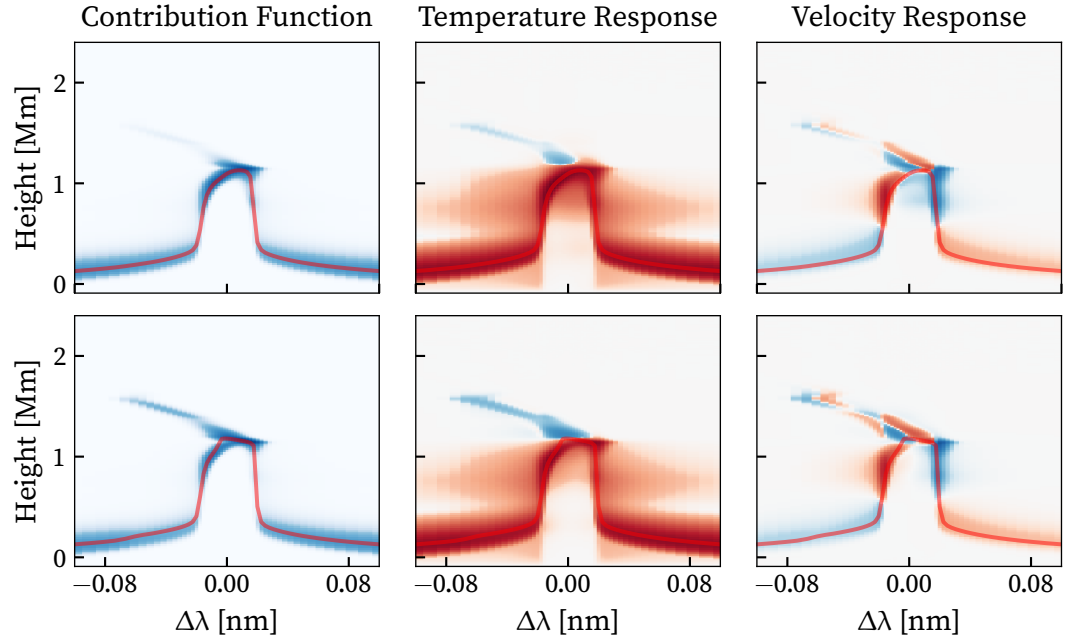 Contribution Function Temperature Response Velocity Response
Height [Mm]
2
1
0
Height [Mm]
2
1
0
−0.08 0.00 0.08 −0.08 0.00 0.08 −0.08 0.00 0.08
Δλ [nm] Δλ [nm] Δλ [nm]